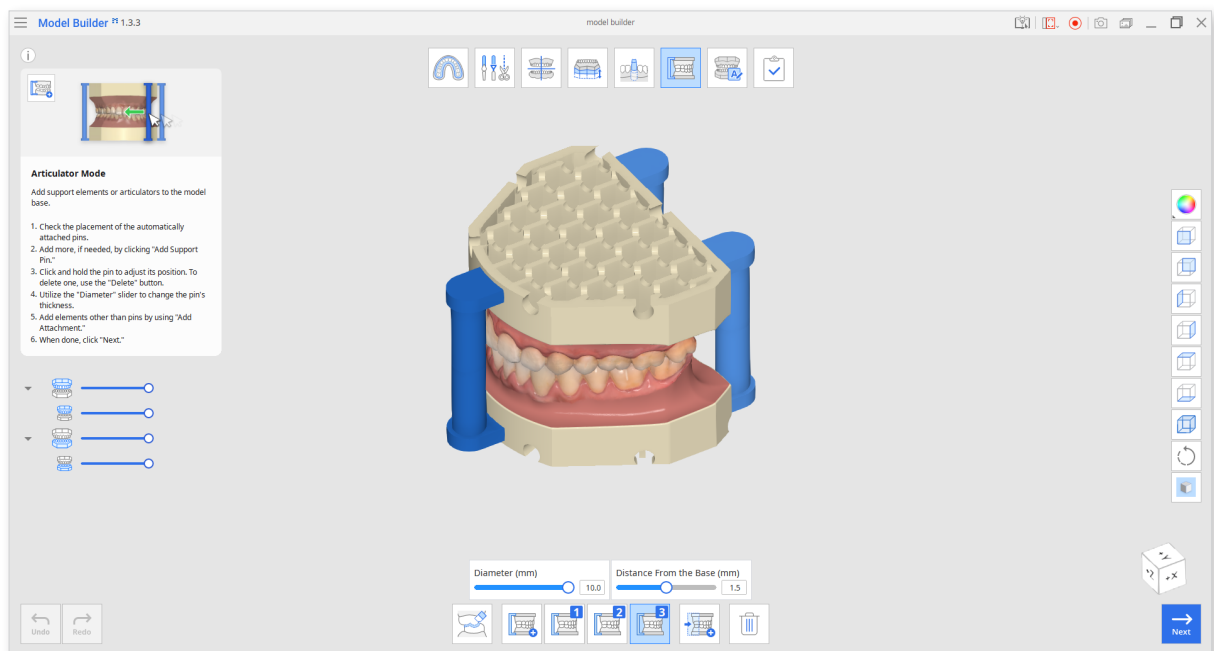 Model Builder 1.3.3
model builder
Articulator Mode
Add support elements or articulators to the model
base.
1. Check the placement of the automatically
attached pins.
2. Add more, if needed, by clicking "Add Support
Pin."
3. Click and hold the pin to adjust its position. To
delete one, use the "Delete" button.
4. Utilize the "Diameter" slider to change the pin's
thickness.
5. Add elements other than pins by using "Add
Attachment."
6. When done, click "Next."
Diameter (mm)
10.0
Distance From the Base (mm)
1.5
1
2
3
Undo
Redo
Next
+X